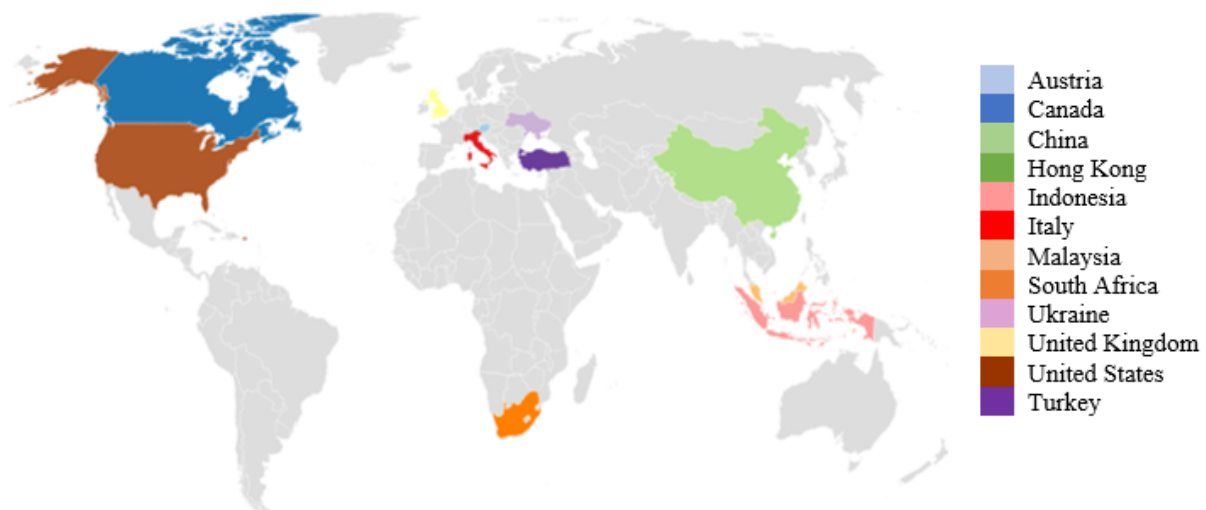 Austria
Canada
China
Hong Kong
Indonesia
Italy
Malaysia
South Africa
Ukraine
United Kingdom
United States
Turkey